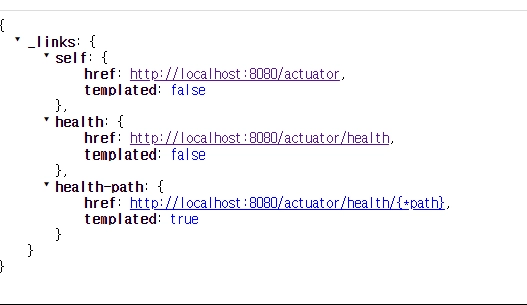 {
▼ _links: {
▼ self: {
href: http://localhost:8080/actuator,
templated: false
},
▼ health: {
href: http://localhost:8080/actuator/health,
templated: false
},
▼ health-path: {
href: http://localhost:8080/actuator/health/{*path},
templated: true
}
}
}